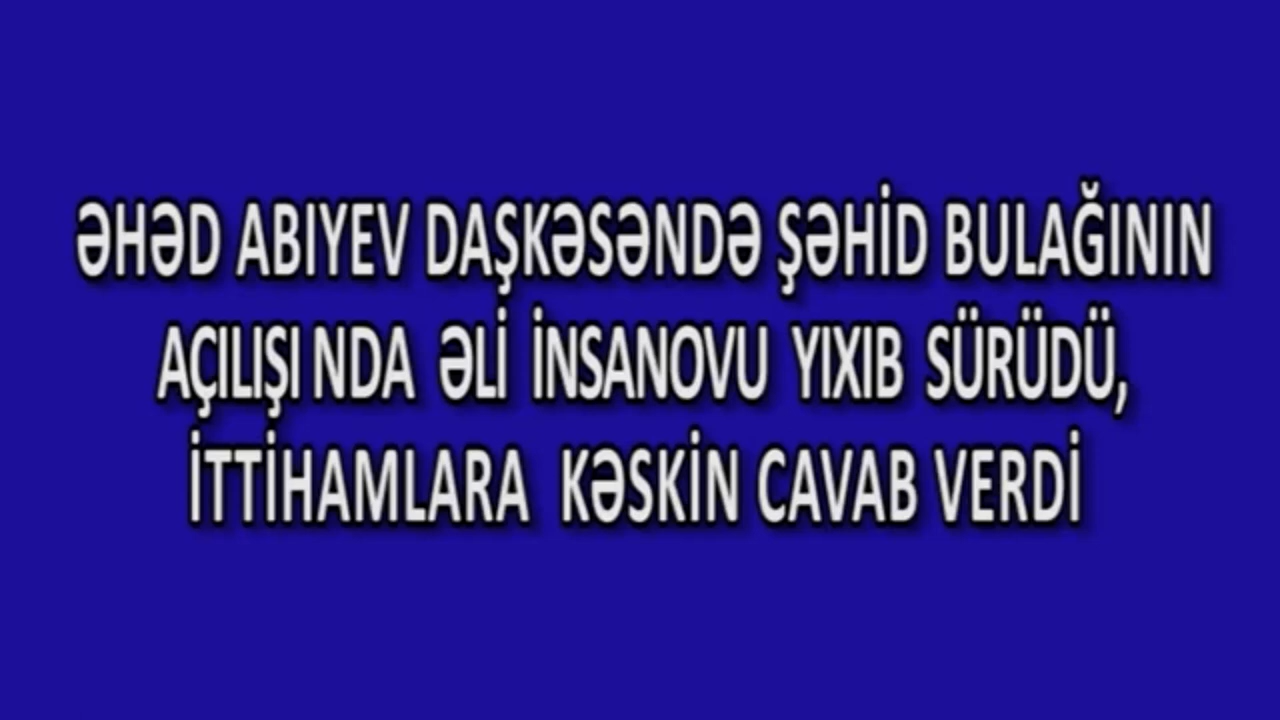 ƏHƏD ABIYEV DAŞKƏSƏNDƏ ŞƏHİD BULAĞININ
AÇILIŞI NDA ƏLİ İNSANOVU YIXIB SÜRÜDÜ,
İTTİHAMLARA KƏSKİN CAVAB VERDİ